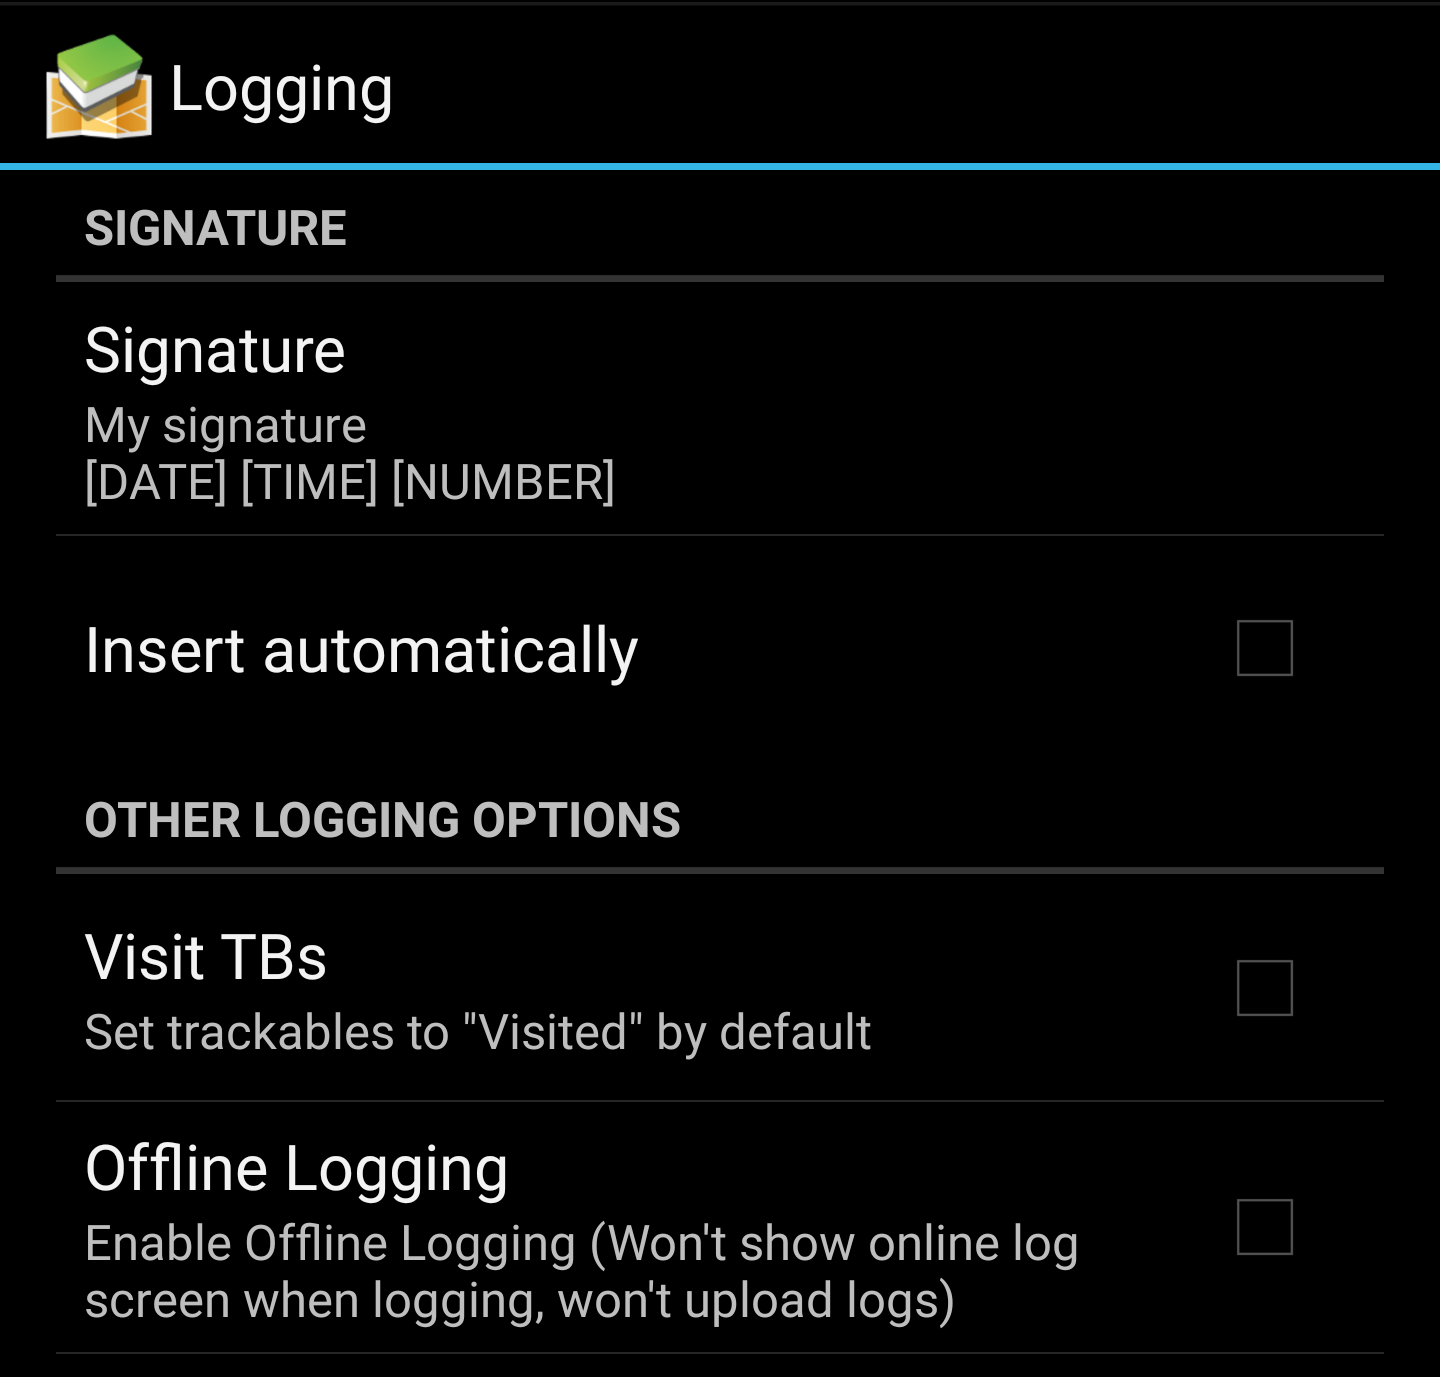 Logging
SIGNATURE
Signature
My signature
[DATE] [TIME] [NUMBER]
Insert automatically
OTHER LOGGING OPTIONS
Visit TBs
Set trackables to "Visited" by default
Offline Logging
Enable Offline Logging (Won't show online log
screen when logging, won't upload logs)